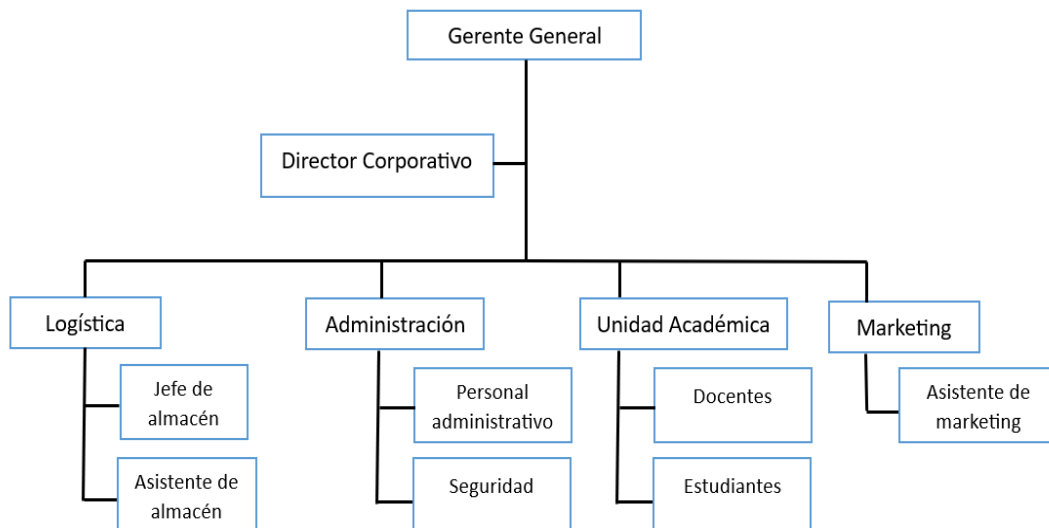 Gerente General
Director Corporativo
Logística
Administración
Unidad Académica
Marketing
Jefe de
almacén
Personal
administrativo
Docentes
Asistente de
marketing
Asistente de
almacén
Seguridad
Estudiantes